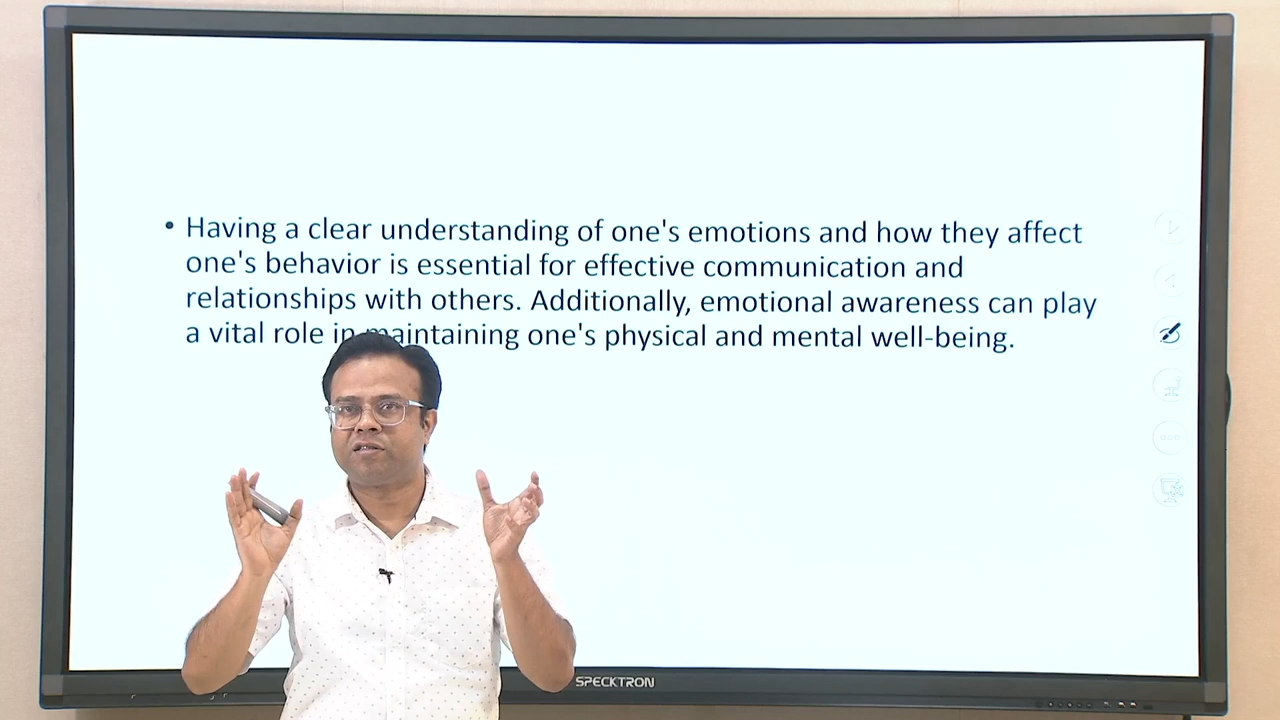 • Having a clear understanding of one's emotions and how they affect
one's behavior is essential for effective communication and
relationships with others. Additionally, emotional awareness can play
a vital role in maintaining one's physical and mental well-being.
SPECKTRON